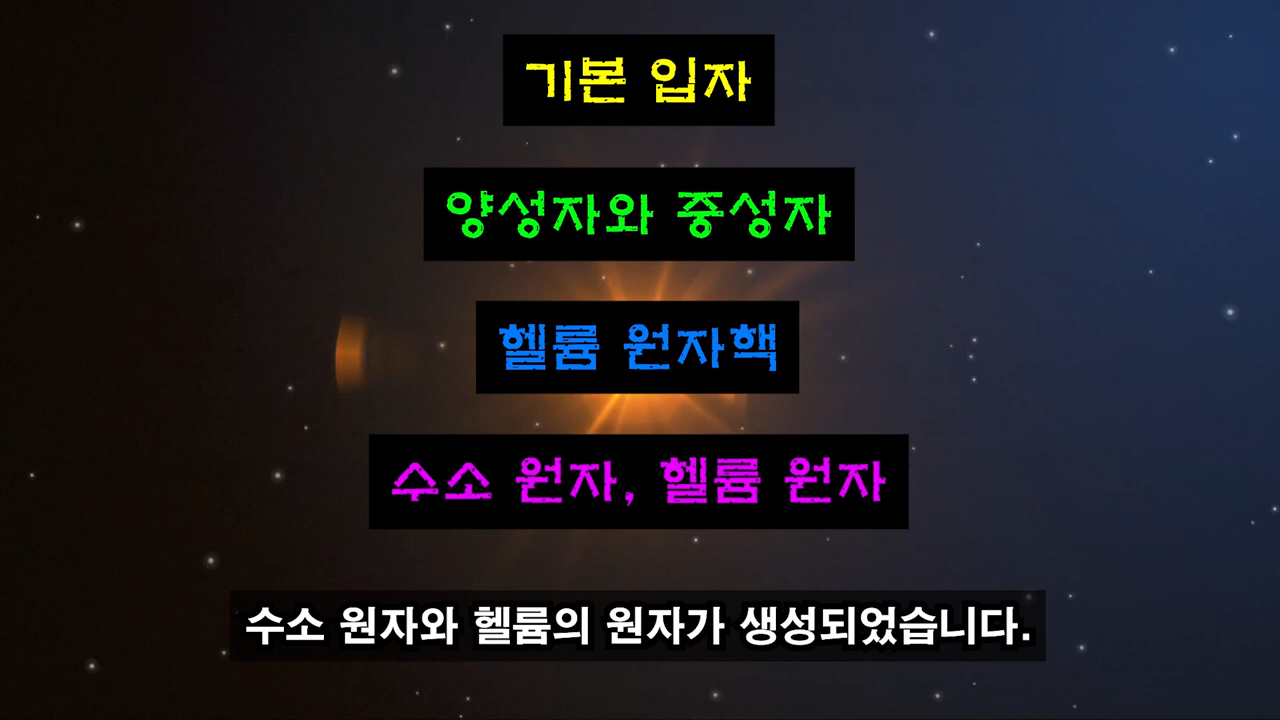 기본 입자
양성자와 중성자
헬륨 원자핵
수소 원자, 헬륨 원자
수소 원자와 헬륨의 원자가 생성되었습니다.